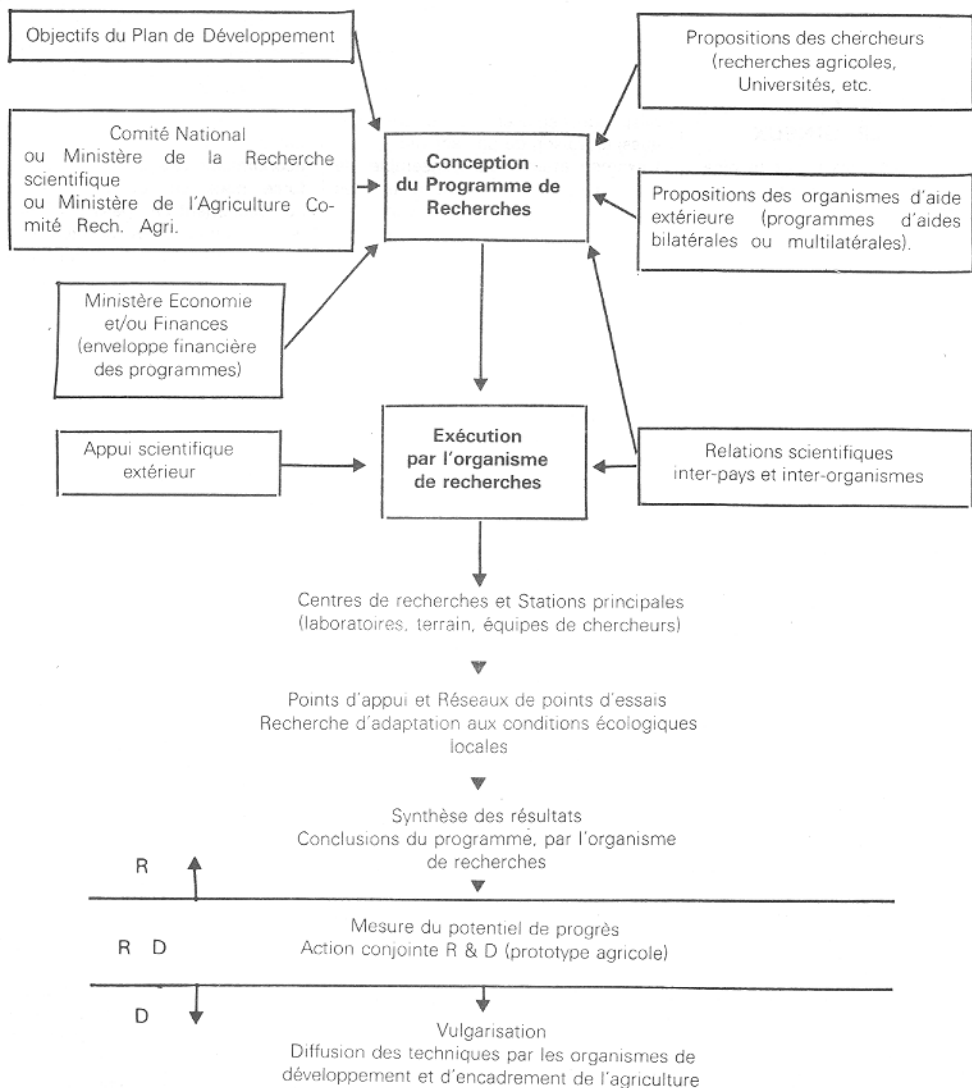 Objectifs du Plan de Développement
Propositions des chercheurs
(recherches agricoles,
Universités, etc.
Comité National
ou Ministère de la Recherche
scientifique
ou Ministère de l'Agriculture Co-
mité Rech. Agri.
Conception
du Programme de
Recherches
Propositions des organismes d'aide
extérieure (programmes d'aides
bilatérales ou multilatérales).
Ministère Economie
et/ou Finances
(enveloppe financière
des programmes)
Appui scientifique
extérieur
Exécution
par l'organisme
de recherches
Relations scientifiques
inter-pays et inter-organismes
Centres de recherches et Stations principales
(laboratoires, terrain, équipes de chercheurs)
Points d'appui et Réseaux de points d'essais
Recherche d'adaptation aux conditions écologiques
locales
Synthèse des résultats
Conclusions du programme, par l'organisme
de recherches
R
Mesure du potentiel de progrès
Action conjointe R & D (prototype agricole)
R D
D
Vulgarisation
Diffusion des techniques par les organismes de
développement et d'encadrement de l'agriculture